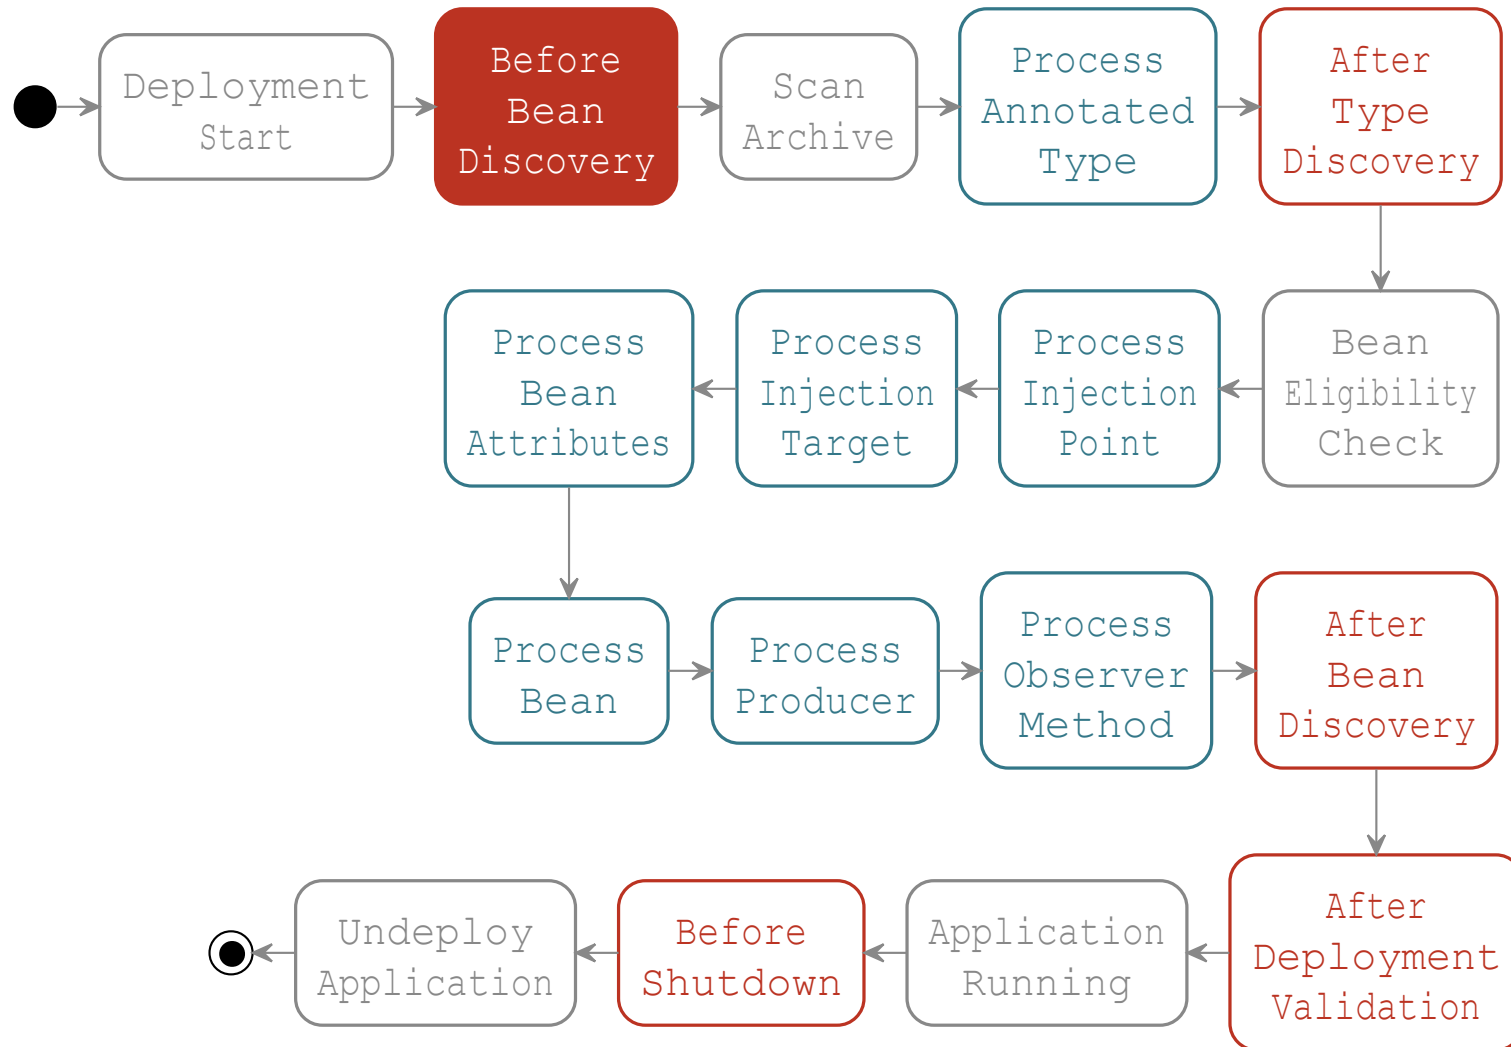 Deployment
Start
Before
Bean
Discovery
Scan
Archive
Process
Annotated
Type
After
Type
Discovery
Bean
Eligibility
Check
Process
Injection
Point
Process
Injection
Target
Process
Bean
Attributes
Process
Bean
Process
Producer
Process
Observer
Method
After
Bean
Discovery
After
Deployment
Validation
Application
Running
Before
Shutdown
Undeploy
Application